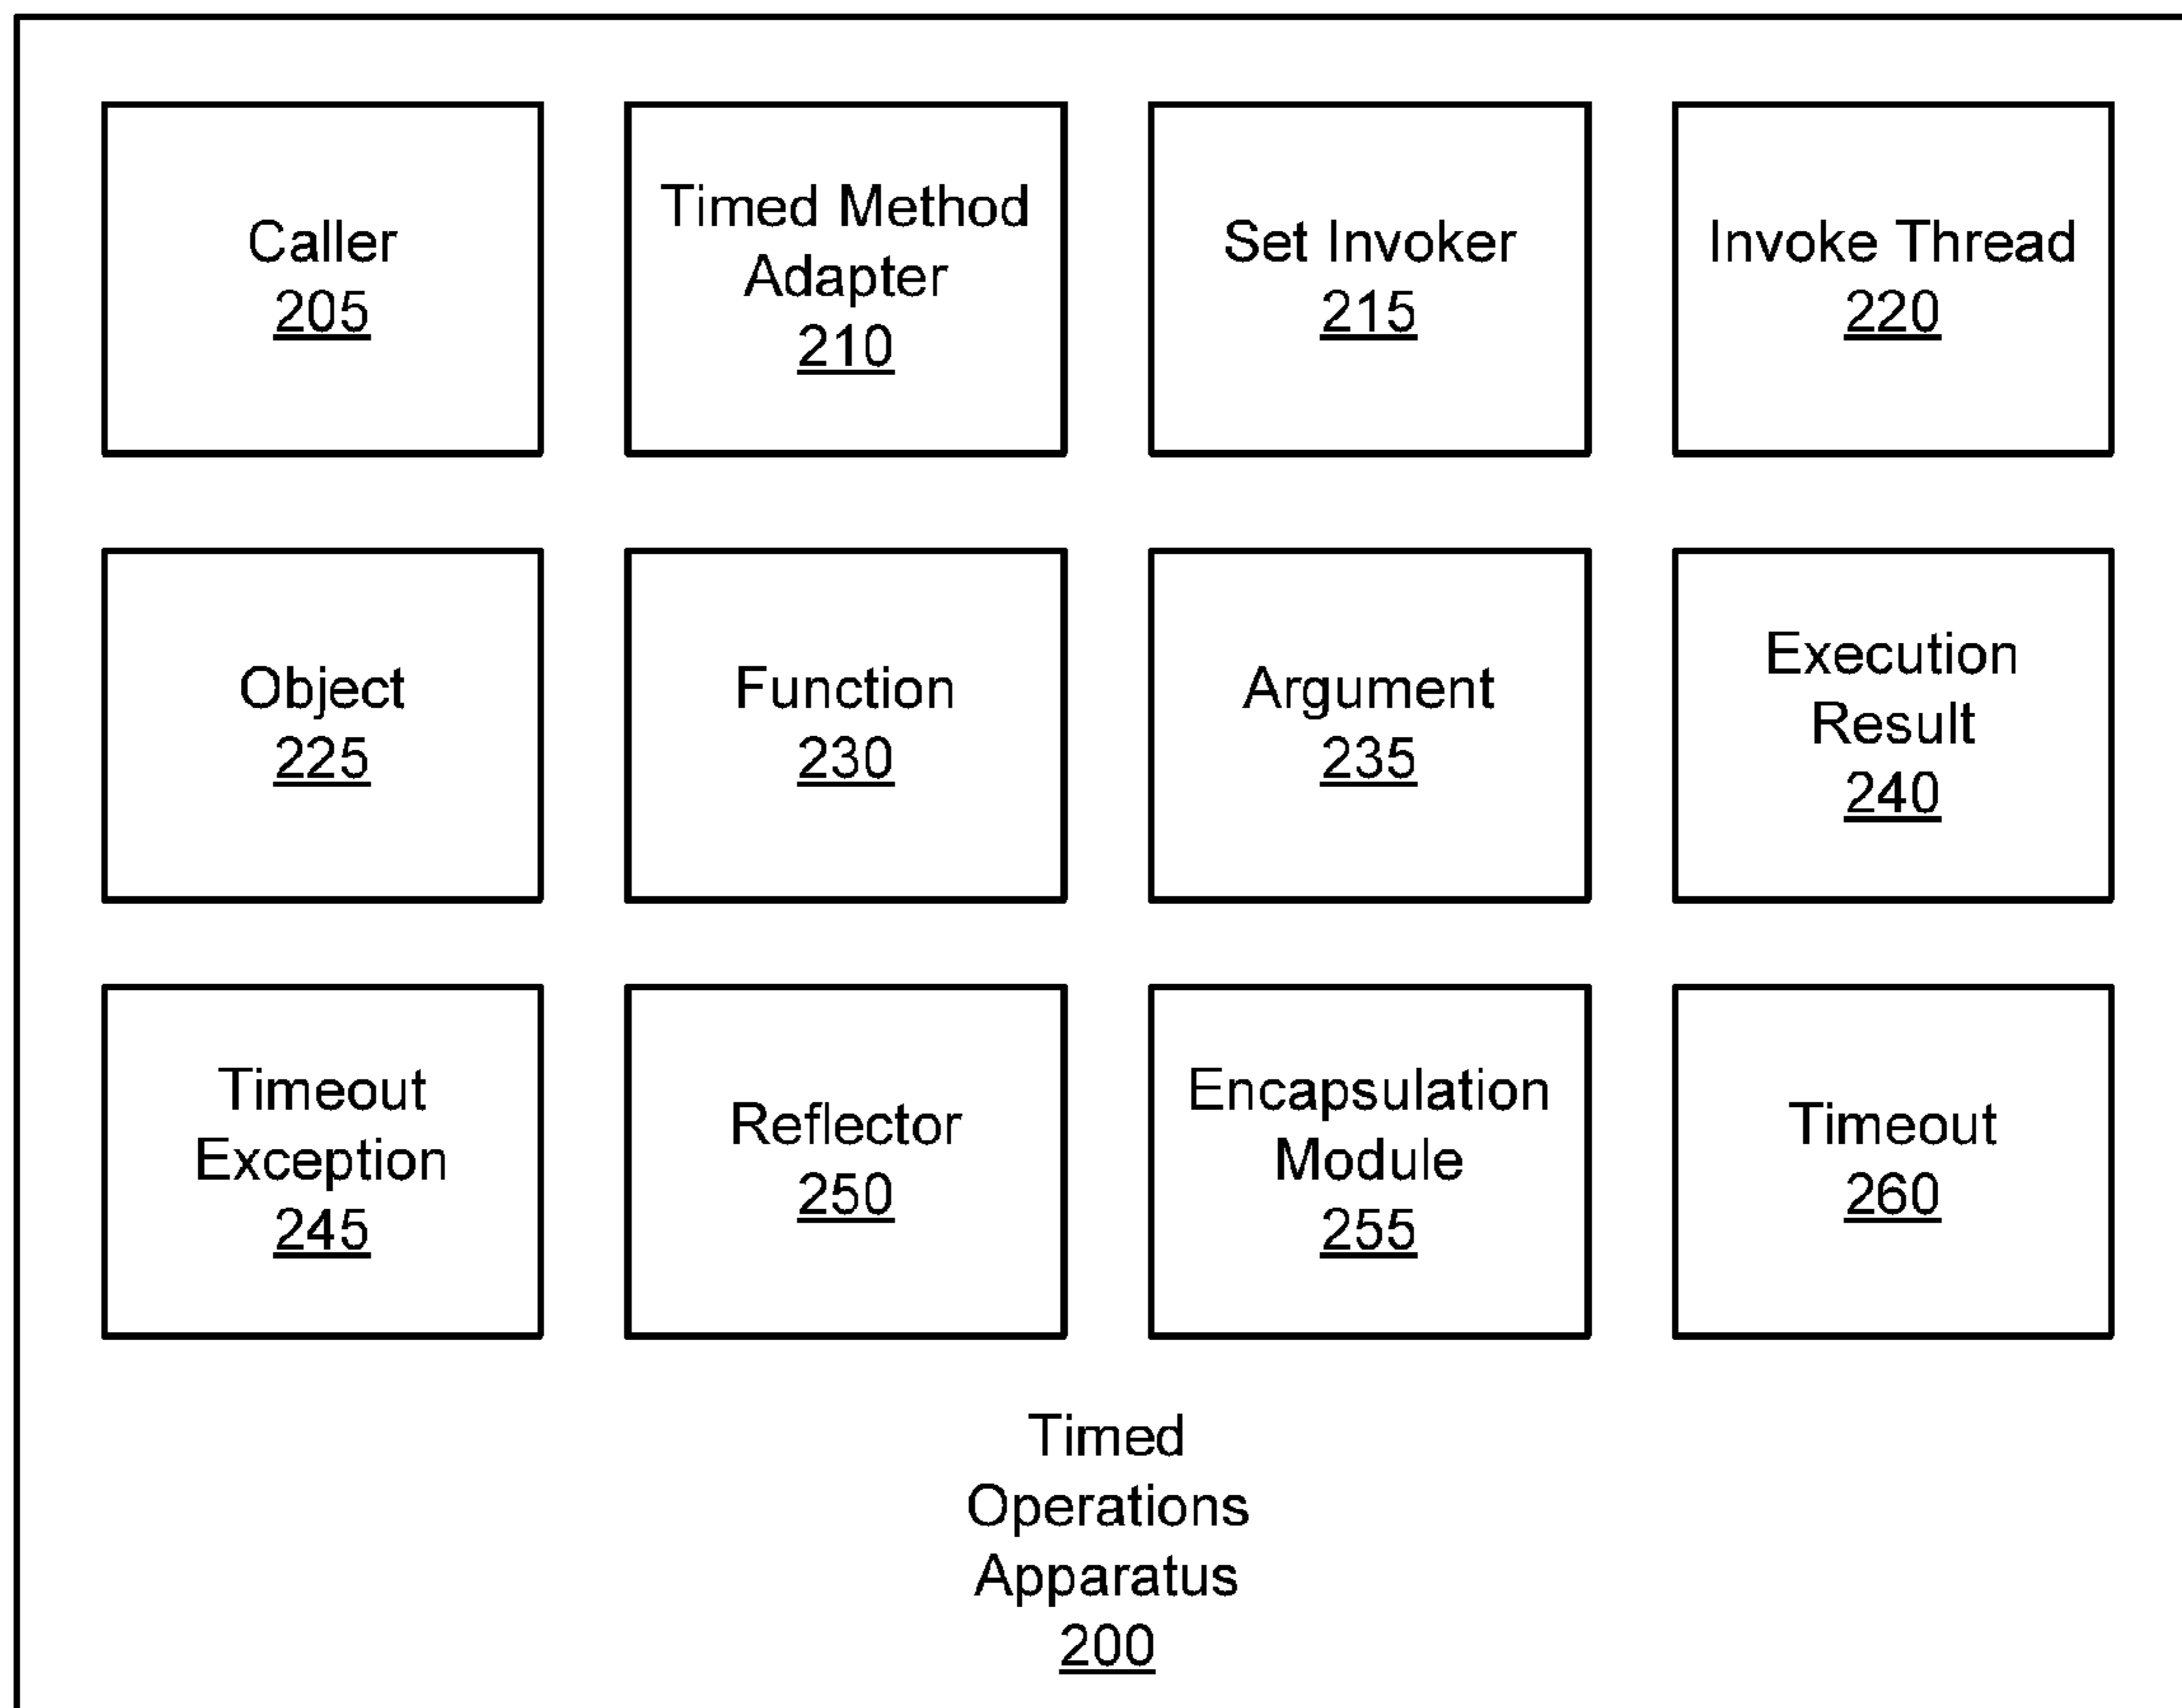 Caller
205
Timed Method
Adapter
210
Set Invoker
215
Invoke Thread
220
Object
225
Function
230
Argument
235
Execution
Result
240
Timeout
Exception
245
Reflector
250
Encapsulation
Module
255
Timeout
260
Timed
Operations
Apparatus
200